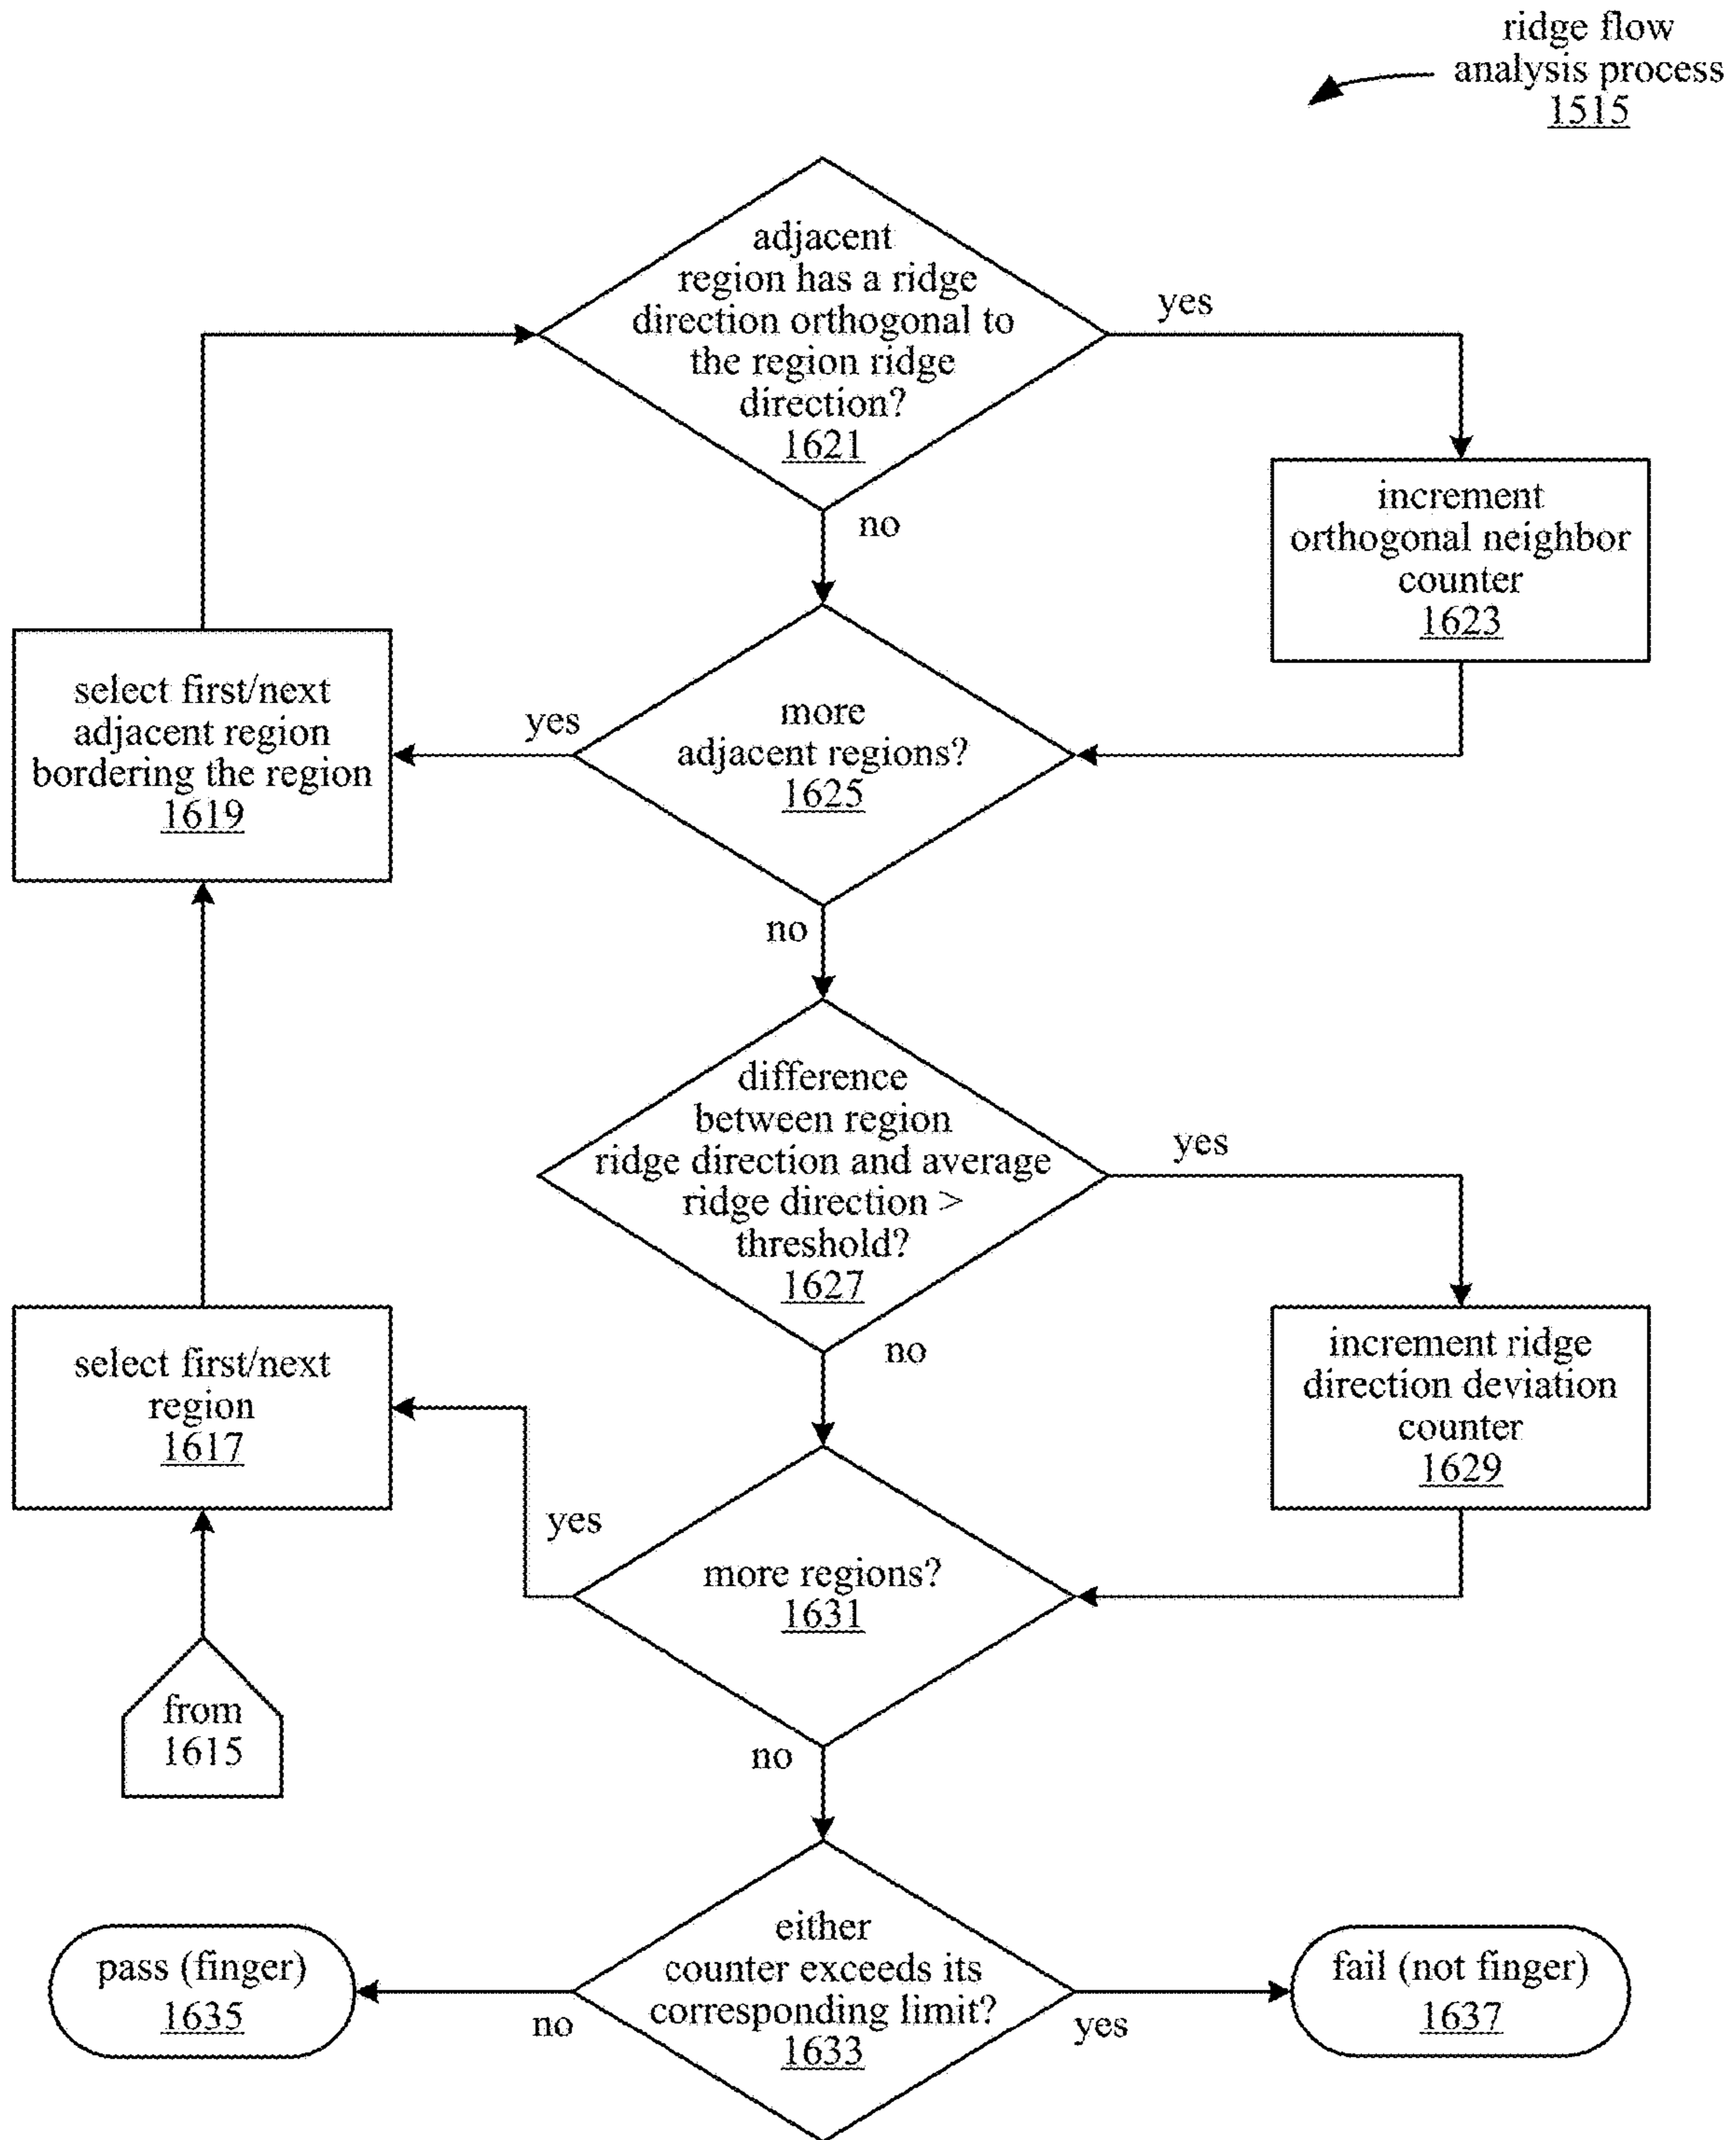 ridge flow
analysis process
1515
adjacent
region has a ridge
direction orthogonal to
the region ridge
direction?
1621
yes
no
increment
orthogonal neighbor
counter
1623
select first/next
adjacent region
bordering the region
1619
yes
more
adjacent regions?
1625
no
difference
between region
ridge direction and average
ridge direction >
threshold?
1627
yes
no
increment ridge
direction deviation
counter
1629
select first/next
region
1617
yes
more regions?
1631
no
from
1615
either
counter exceeds its
corresponding limit?
1633
no
yes
pass (finger)
1635
fail (not finger)
1637